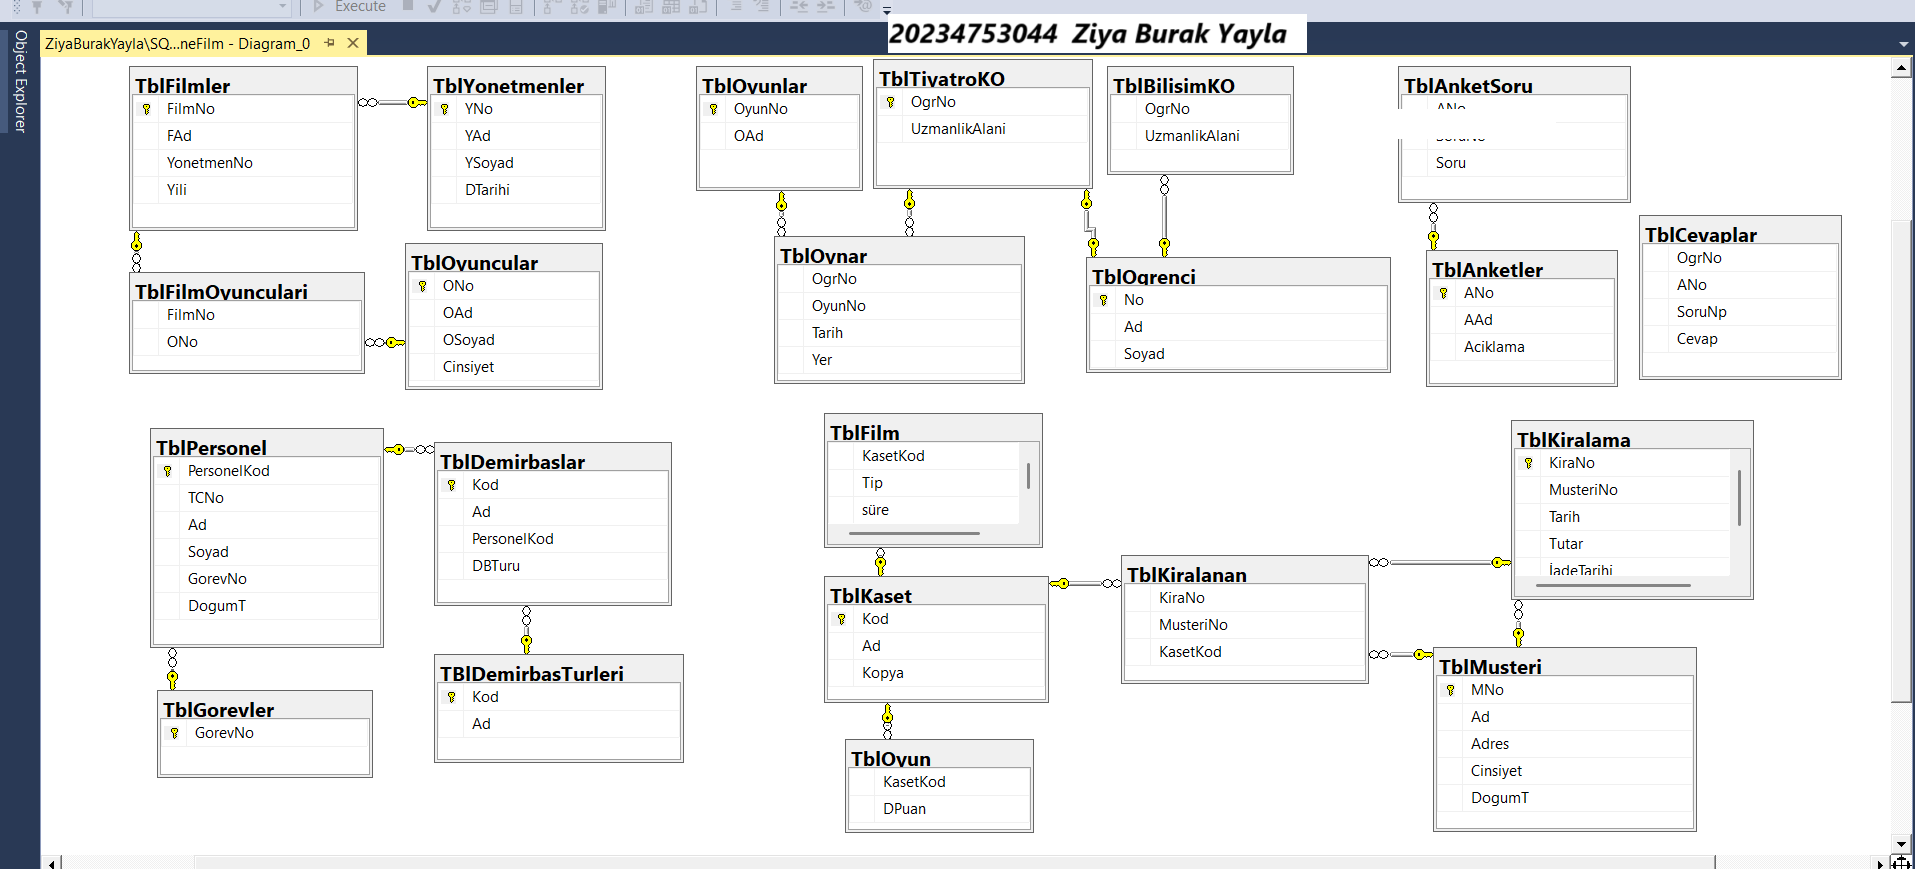 Execute
20234753044 Ziya Burak Yayla
Object Explorer
ZiyaBurakYayla\SQ...neFilm - Diagram_0
TblFilmler
FilmNo
FAd
YonetmenNo
Yili
TblYonetmenler
YNo
YAd
YSoyad
DTarihi
TblOyunlar
OyunNo
OAd
TblTiyatroKO
OgrNo
UzmanlikAlani
TblBilisimKO
OgrNo
UzmanlikAlani
TblAnketSoru
ANo
SoruNo
Soru
TblFilmOyunculari
FilmNo
ONo
TblOyuncular
ONo
OAd
OSoyad
Cinsiyet
TblOynar
OgrNo
OyunNo
Tarih
Yer
TblOgrenci
No
Ad
Soyad
TblAnketler
ANo
AAd
Aciklama
TblCevaplar
OgrNo
ANo
SoruNp
Cevap
TblPersonel
PersonelKod
TCNo
Ad
Soyad
GorevNo
DogumT
TblDemirbaslar
Kod
Ad
PersonelKod
DBTuru
TblFilm
KasetKod
Tip
süre
TblKiralama
KiraNo
MusteriNo
Tarih
Tutar
İadeTarihi
TblKaset
Kod
Ad
Kopya
TblKiralanan
KiraNo
MusteriNo
KasetKod
TblGorevler
GorevNo
TBlDemirbasTurleri
Kod
Ad
TblOyun
KasetKod
DPuan
TblMusteri
MNo
Ad
Adres
Cinsiyet
DogumT